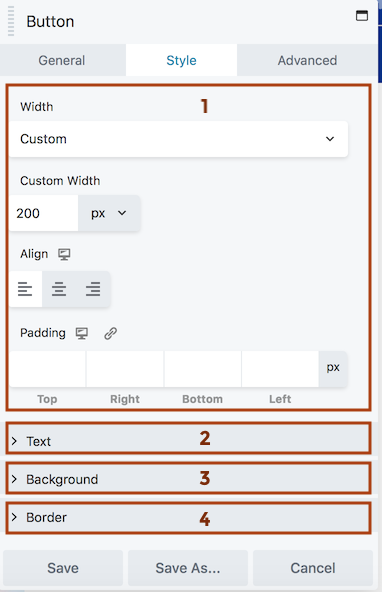 Button
General Style Advanced
1
Width
Custom
Custom Width
200 px
Align
Padding
px
Top Right Bottom Left
Text 2
Background 3
Border 4
Save Save As... Cancel